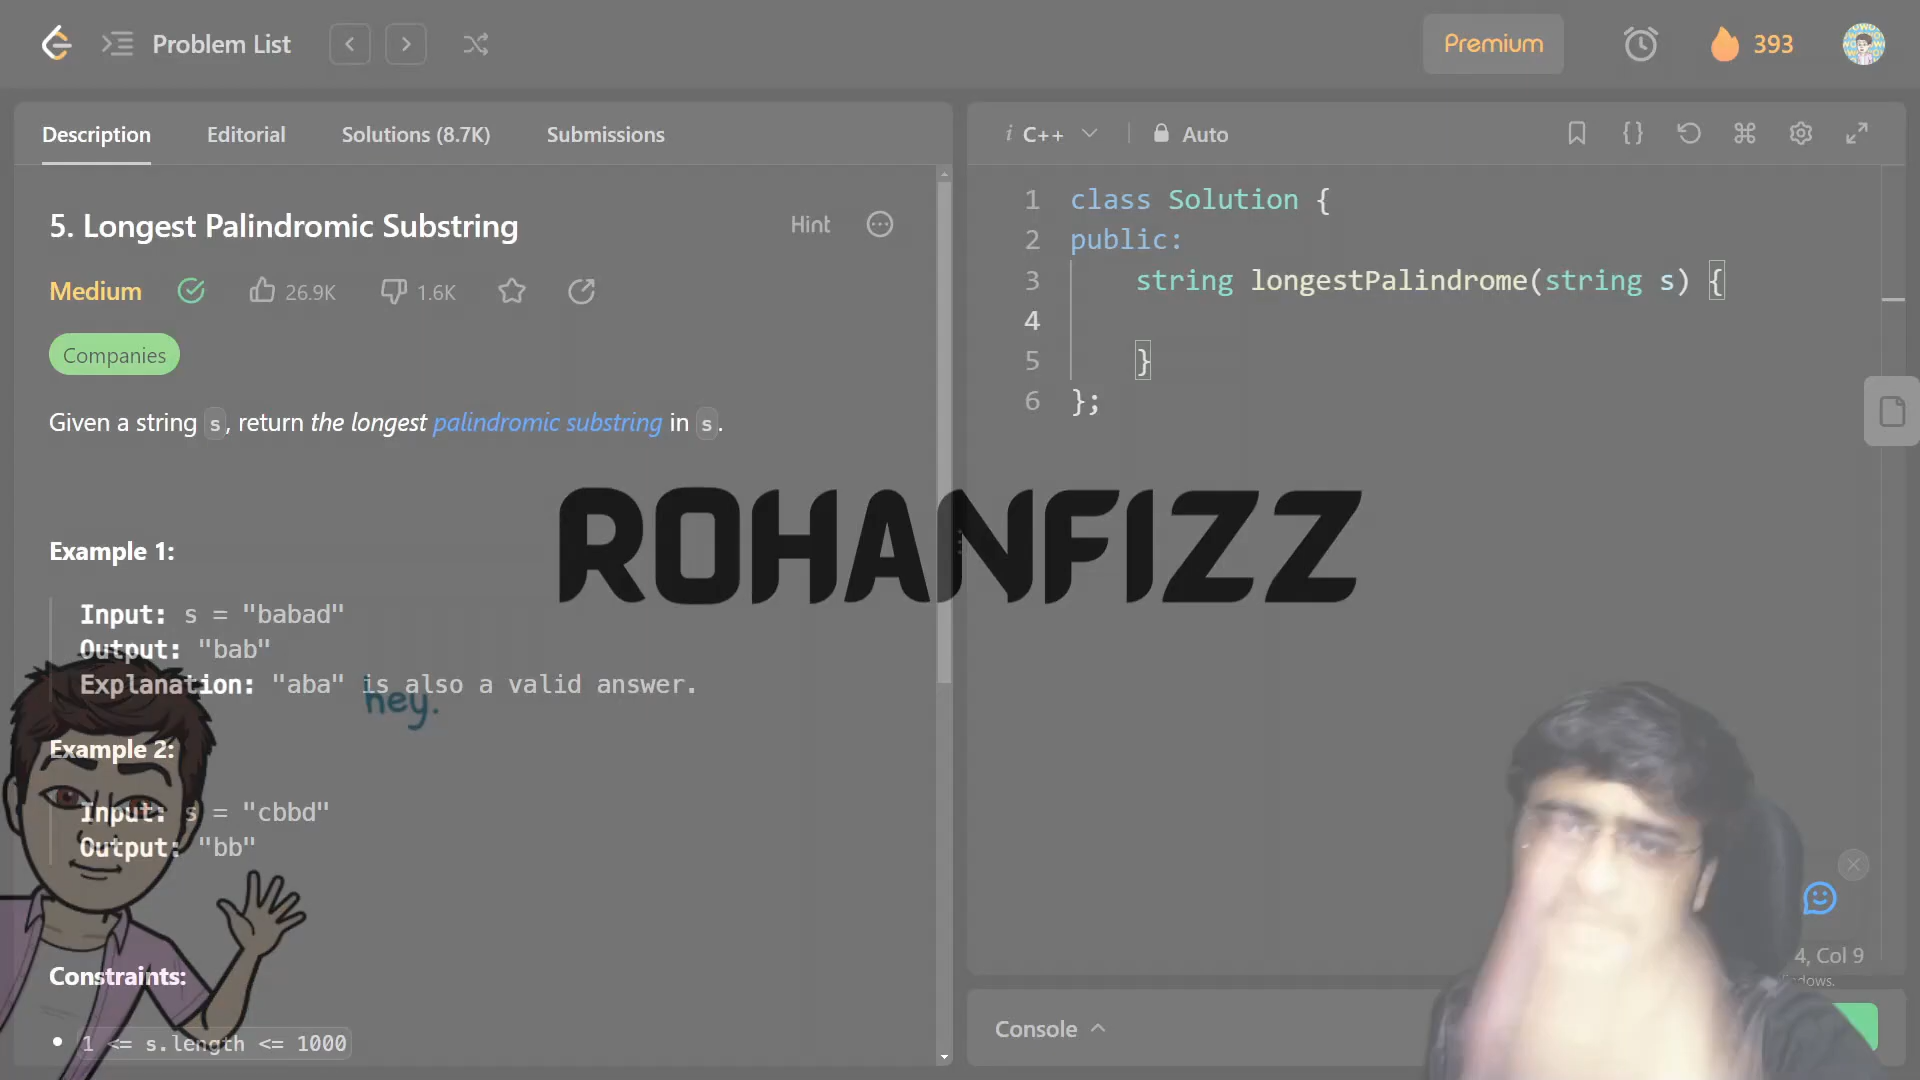 Problem List
Premium
393
Description
Editorial
Solutions (8.7K)
Submissions
5. Longest Palindromic Substring
Hint
Medium
26.9K
1.6K
Companies
Given a string s, return the longest palindromic substring in s.
Example 1:
Input: s = "babad"
Output: "bab"
Explanation: "aba" is also a valid answer.
hey.
Example 2:
Input: s = "cbbd"
Output: "bb"
Constraints:
1 <= s.length <= 1000
ROHANFIZZ
i C++
Auto
1 class Solution {
2 public:
3 string longestPalindrome(string s) {
4
5 }
6 };
4, Col 9
Console